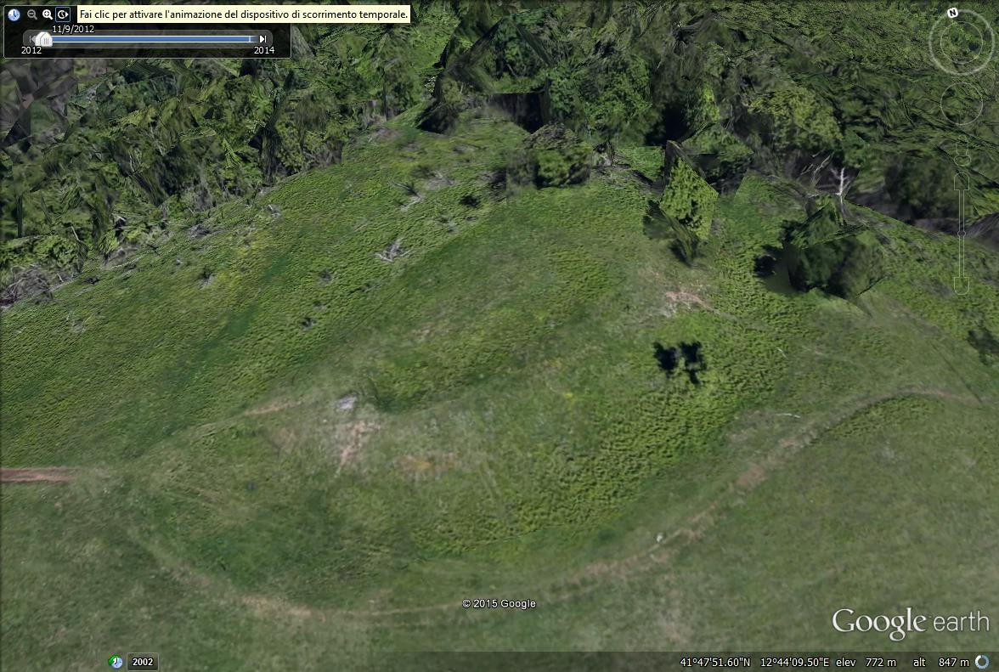 Fai clic per attivare l'animazione del dispositivo di scorrimento temporale.
11/9/2012
2012 2014
N
© 2015 Google
Google earth
2002 41°47'51.60"N 12°44'09.50"E elev 772 m alt 847 m